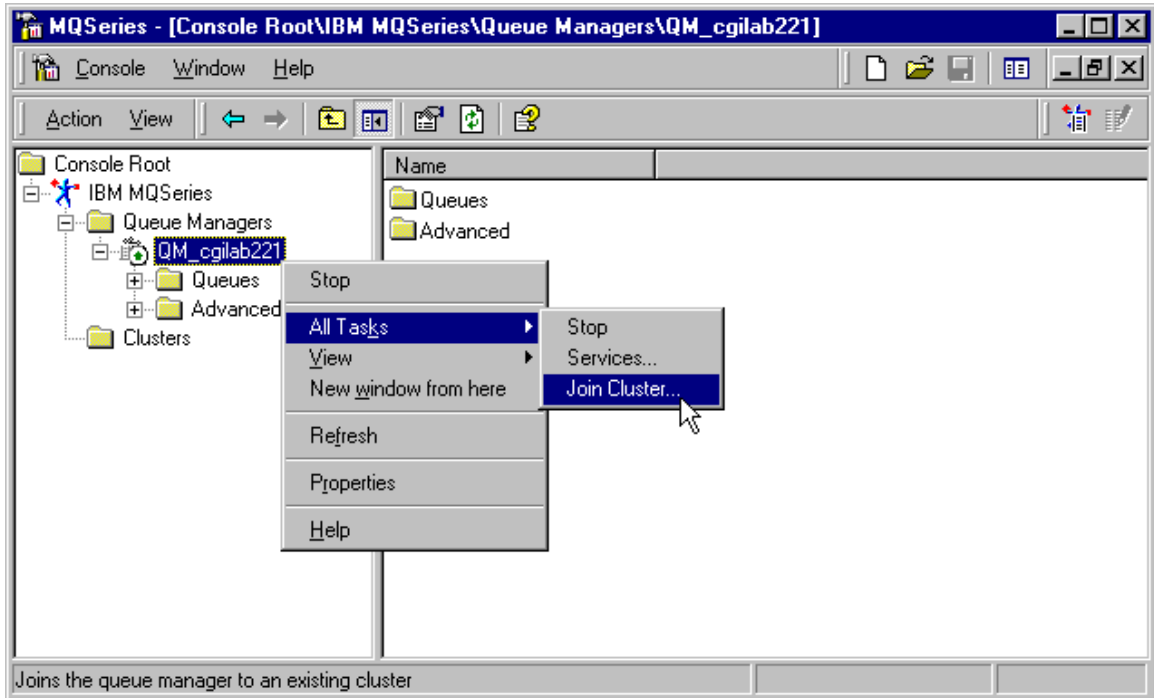 MQSeries - [Console Root\IBM MQSeries\Queue Managers\QM_cgilab221]
Console Window Help
Action View
Console Root
IBM MQSeries
Queue Managers
QM_cgilab221
Queues
Advanced
Clusters
Name
Queues
Advanced
Stop
All Tasks
View
New window from here
Refresh
Properties
Help
Stop
Services...
Join Cluster...
Joins the queue manager to an existing cluster